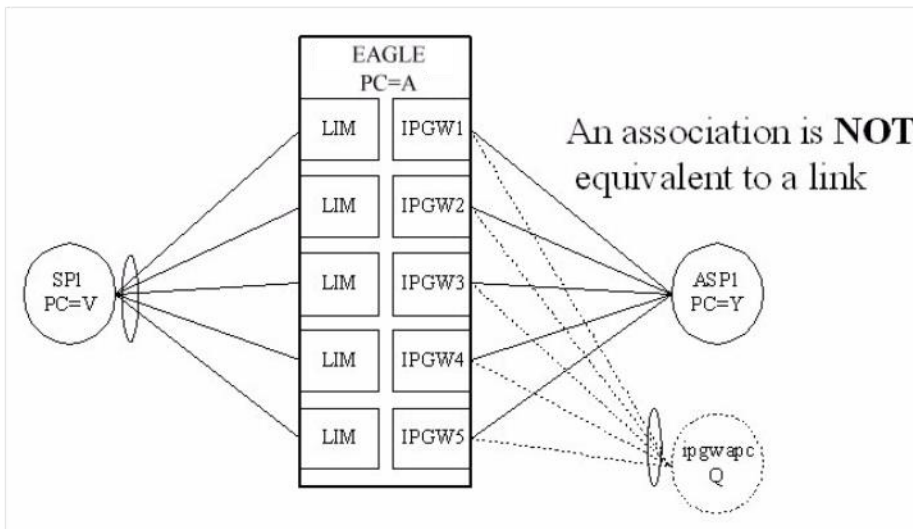 EAGLE
PC=A
LIM
IPGW1
An association is NOT
equivalent to a link
LIM
IPGW2
SP1
PC=V
LIM
IPGW3
ASP1
PC=Y
LIM
IPGW4
LIM
IPGW5
ipgwapc
Q